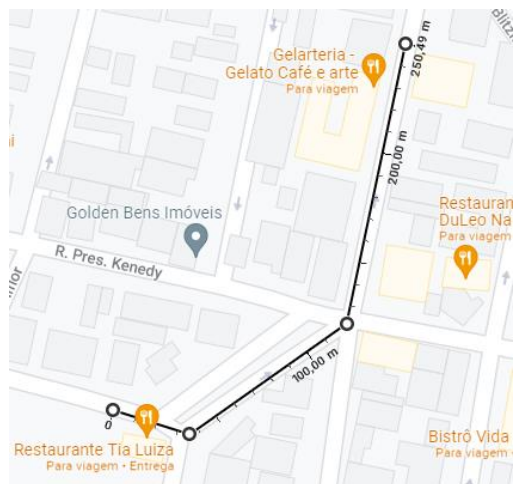 Blitz
250,49 m
Gelarteria -
Gelato Café e arte
Para viagem
200,00 m
Golden Bens Imóveis
Restauran
DuLeo Na
Para viagem
R. Pres. Kenedy
100,00 m
0
Restaurante Tia Luiza
Para viagem • Entrega
Bistrô Vida
Para viagem •